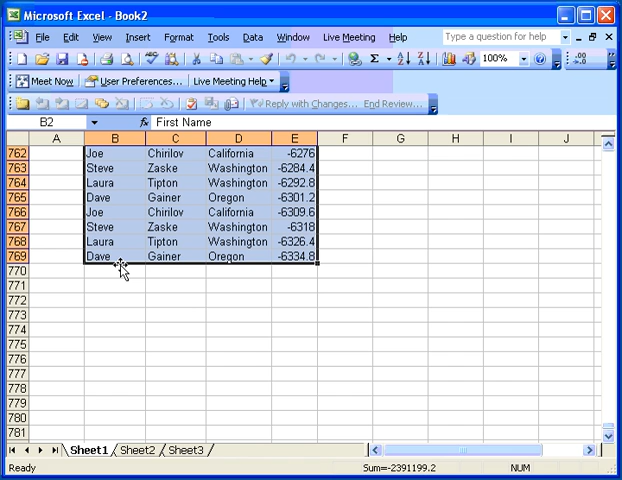 Microsoft Excel - Book2
File Edit View Insert Format Tools Data Window Live Meeting Help Type a question for help
Σ 100%
Meet Now User Preferences... Live Meeting Help
Reply with Changes... End Review...
B2 fx First Name
A B C D E F G H I J
762 Joe Chirilov California -6276
763 Steve Zaske Washington -6284.4
764 Laura Tipton Washington -6292.8
765 Dave Gainer Oregon -6301.2
766 Joe Chirilov California -6309.6
767 Steve Zaske Washington -6318
768 Laura Tipton Washington -6326.4
769 Dave Gainer Oregon -6334.8
770
771
772
773
774
775
776
777
778
779
780
781
Sheet1 Sheet2 Sheet3
Ready Sum=-2391199.2 NUM